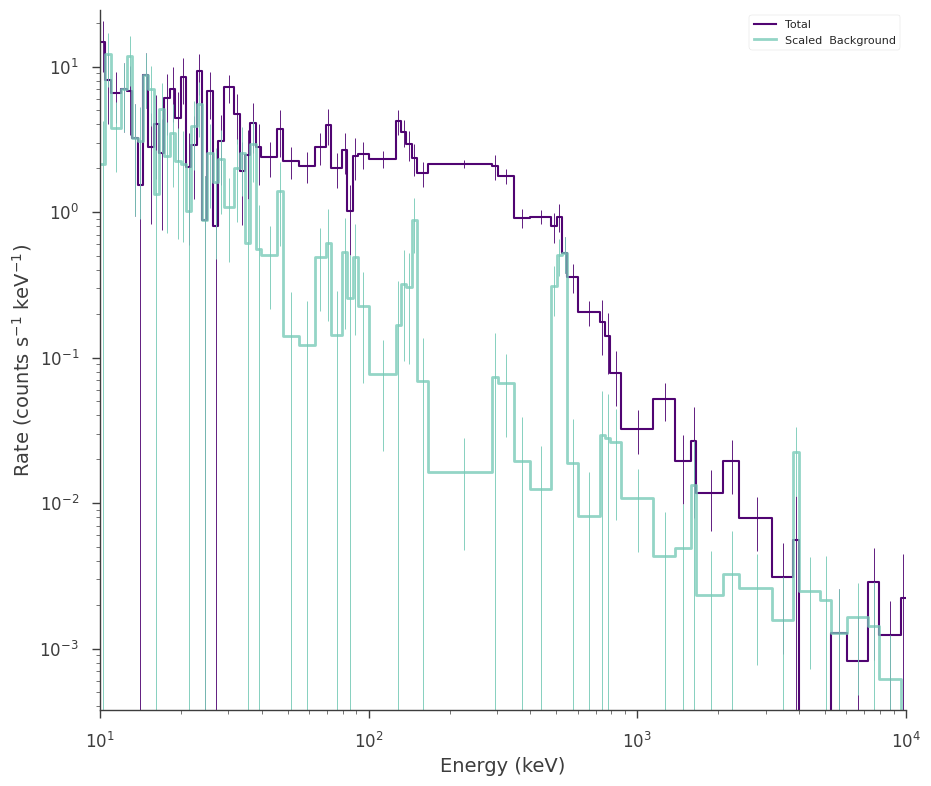 Total
Scaled  Background
Rate (counts s⁻¹ keV⁻¹)
10¹
10⁰
10⁻¹
10⁻²
10⁻³
10¹ 10² 10³ 10⁴
Energy (keV)